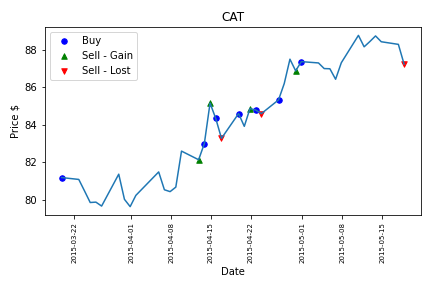 CAT
Buy
Sell - Gain
Sell - Lost
Price $
88
86
84
82
80
2015-03-22
2015-04-01
2015-04-08
2015-04-15
2015-04-22
2015-05-01
2015-05-08
2015-05-15
Date